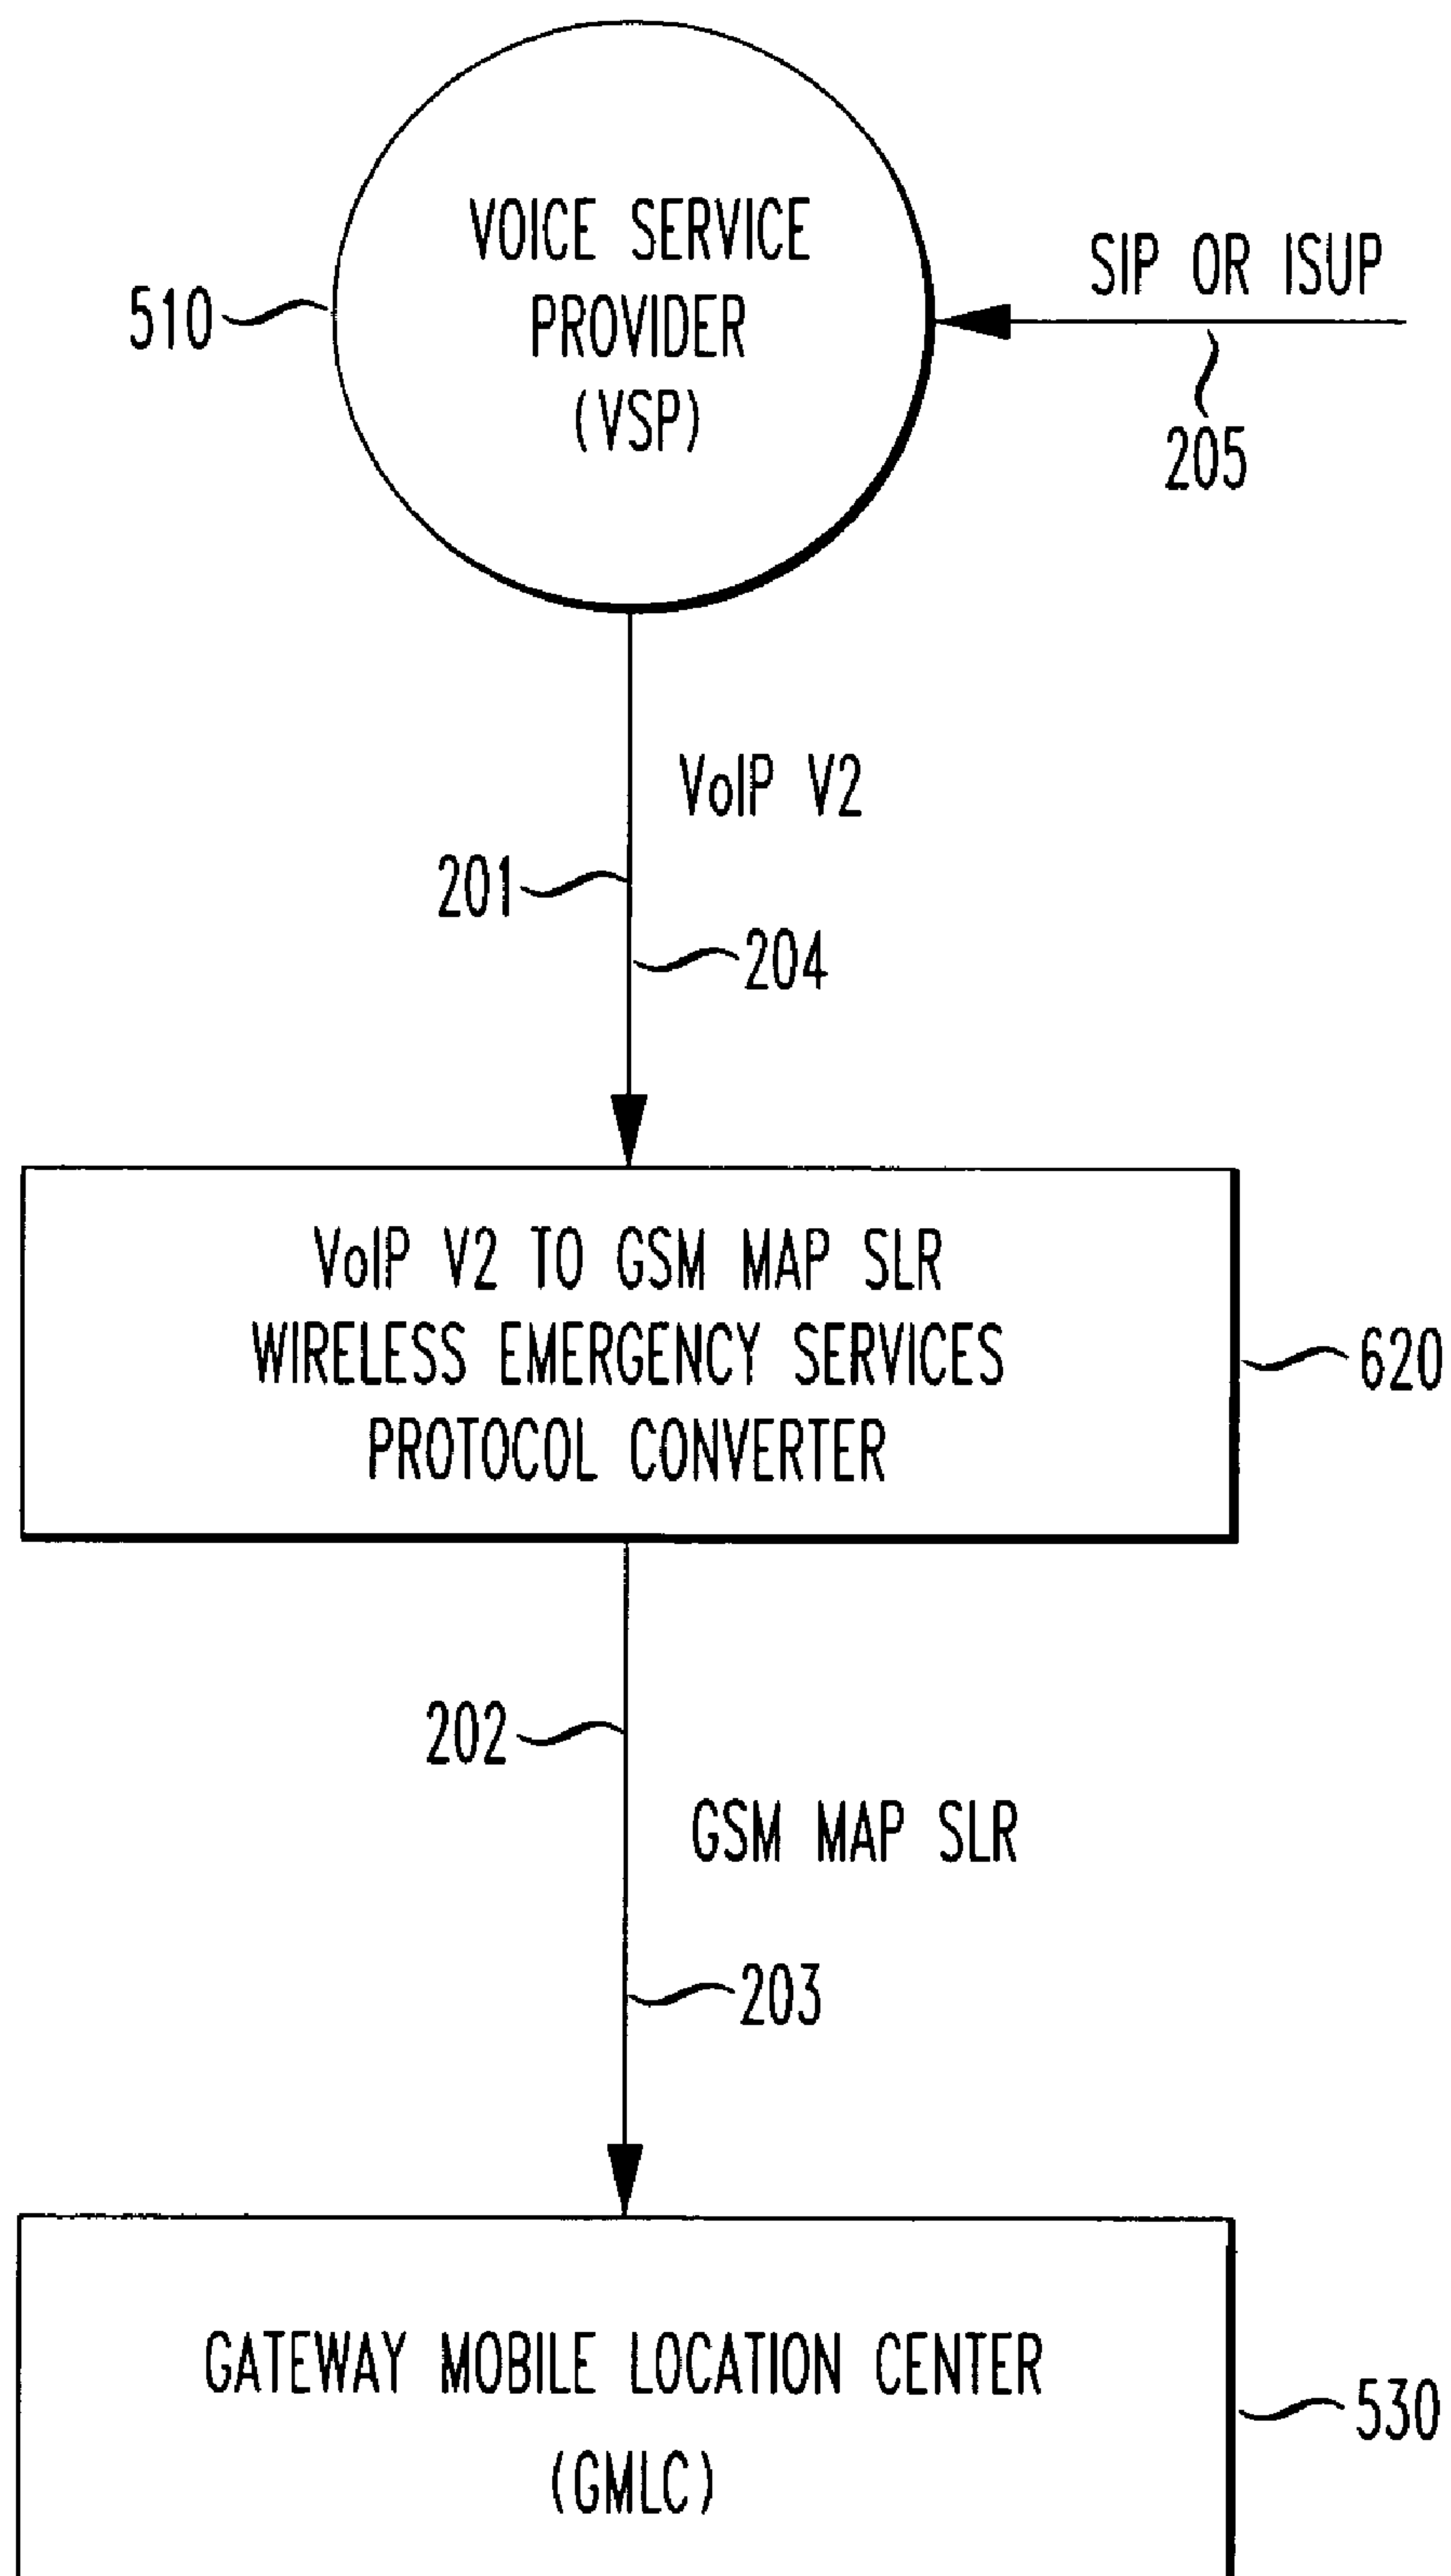 VOICE SERVICE
PROVIDER
(VSP)
510
SIP OR ISUP
205
VoIP V2
201
204
VoIP V2 TO GSM MAP SLR
WIRELESS EMERGENCY SERVICES
PROTOCOL CONVERTER
620
202
GSM MAP SLR
203
GATEWAY MOBILE LOCATION CENTER
(GMLC)
530